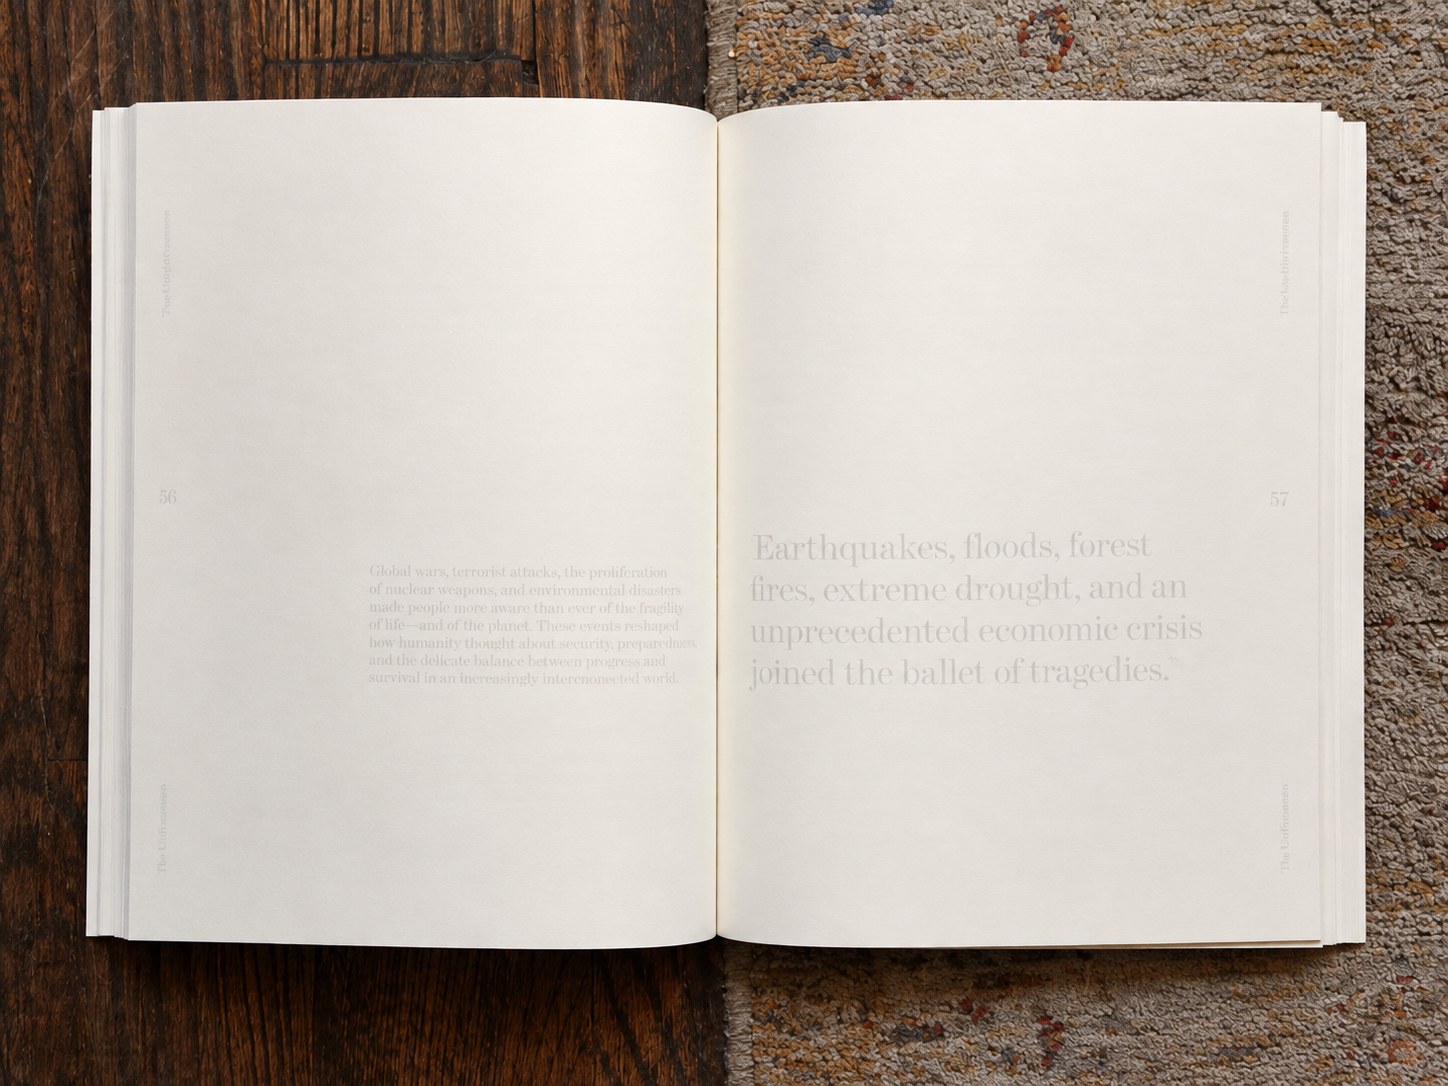 56
Global wars, terrorist attacks, the proliferation
of nuclear weapons, and environmental disasters
made people more aware than ever of the fragility
of life—and of the planet. These events reshaped
how humanity thought about security, preparedness,
and the delicate balance between progress and
survival in an increasingly interconnected world.
57
Earthquakes, floods, forest
fires, extreme drought, and an
unprecedented economic crisis
joined the ballet of tragedies.
The
The
The
The